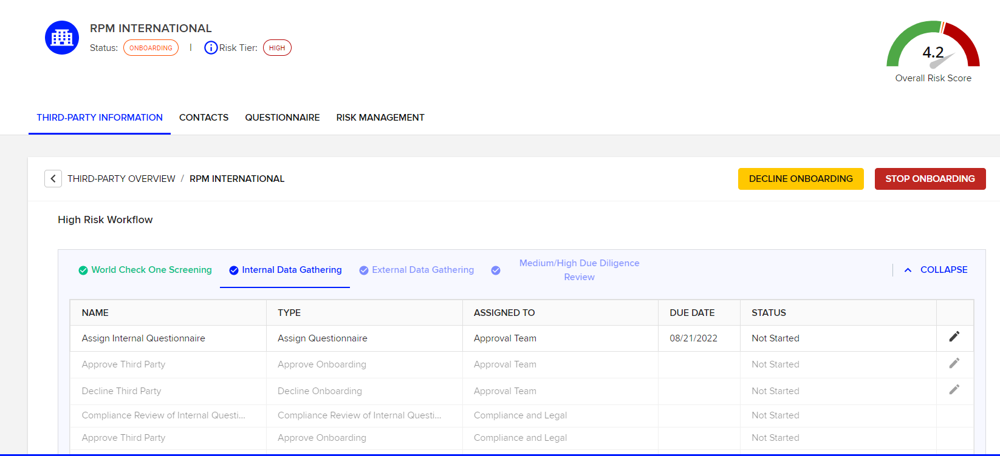 RPM INTERNATIONAL
Status: ONBOARDING | Risk Tier: HIGH
4.2
Overall Risk Score
THIRD-PARTY INFORMATION CONTACTS QUESTIONNAIRE RISK MANAGEMENT
THIRD-PARTY OVERVIEW / RPM INTERNATIONAL DECLINE ONBOARDING STOP ONBOARDING
High Risk Workflow
World Check One Screening Internal Data Gathering External Data Gathering Medium/High Due Diligence
Review
COLLAPSE
NAME TYPE ASSIGNED TO DUE DATE STATUS
Assign Internal Questionnaire Assign Questionnaire Approval Team 08/21/2022 Not Started
Approve Third Party Approve Onboarding Approval Team Not Started
Decline Third Party Decline Onboarding Approval Team Not Started
Compliance Review of Internal Questi... Compliance Review of Internal Questi... Compliance and Legal Not Started
Approve Third Party Approve Onboarding Compliance and Legal Not Started